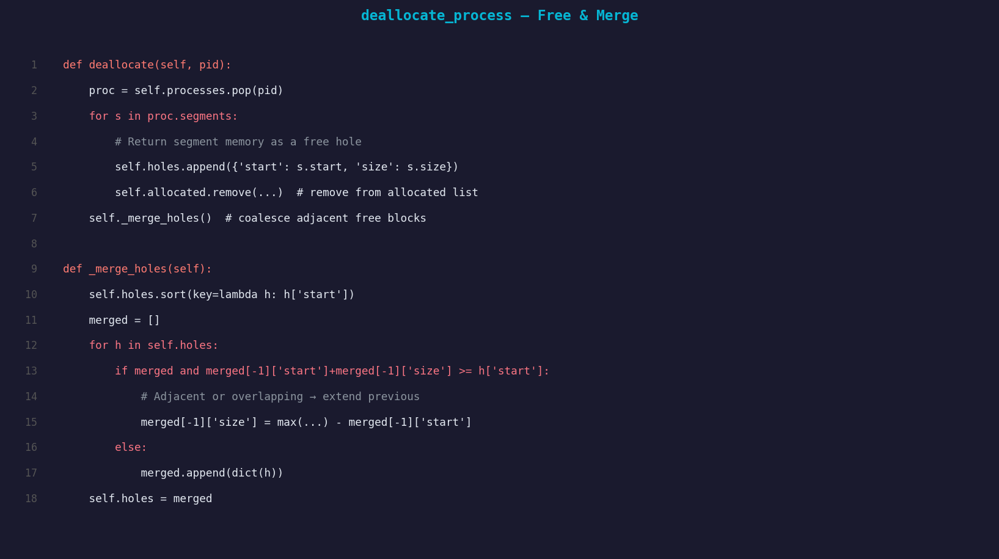 deallocate_process — Free & Merge
1 def deallocate(self, pid):
2     proc = self.processes.pop(pid)
3     for s in proc.segments:
4         # Return segment memory as a free hole
5         self.holes.append({'start': s.start, 'size': s.size})
6         self.allocated.remove(...)  # remove from allocated list
7     self._merge_holes()  # coalesce adjacent free blocks
8
9 def _merge_holes(self):
10     self.holes.sort(key=lambda h: h['start'])
11     merged = []
12     for h in self.holes:
13         if merged and merged[-1]['start']+merged[-1]['size'] >= h['start']:
14             # Adjacent or overlapping → extend previous
15             merged[-1]['size'] = max(...) - merged[-1]['start']
16         else:
17             merged.append(dict(h))
18     self.holes = merged